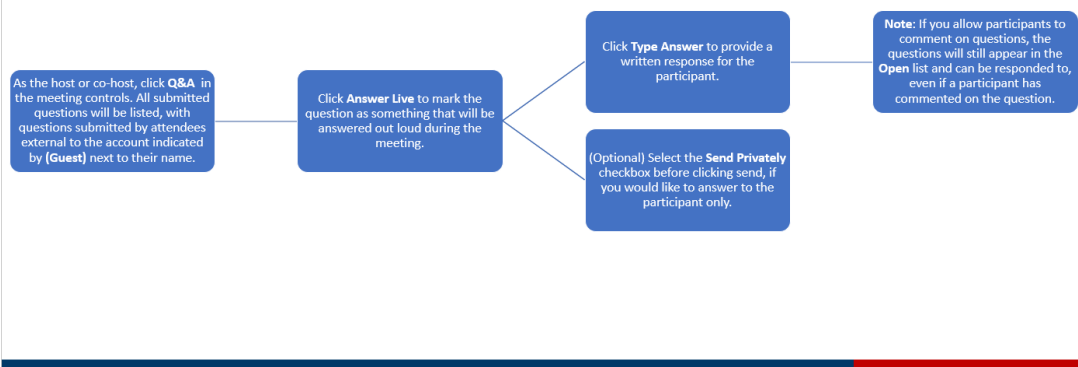 As the host or co-host, click Q&A in
the meeting controls. All submitted
questions will be listed, with
questions submitted by attendees
external to the account indicated
by (Guest) next to their name.
Click Answer Live to mark the
question as something that will be
answered out loud during the
meeting.
Click Type Answer to provide a
written response for the
participant.
(Optional) Select the Send Privately
checkbox before clicking send, if
you would like to answer to the
participant only.
Note: If you allow participants to
comment on questions, the
questions will still appear in the
Open list and can be responded to,
even if a participant has
commented on the question.